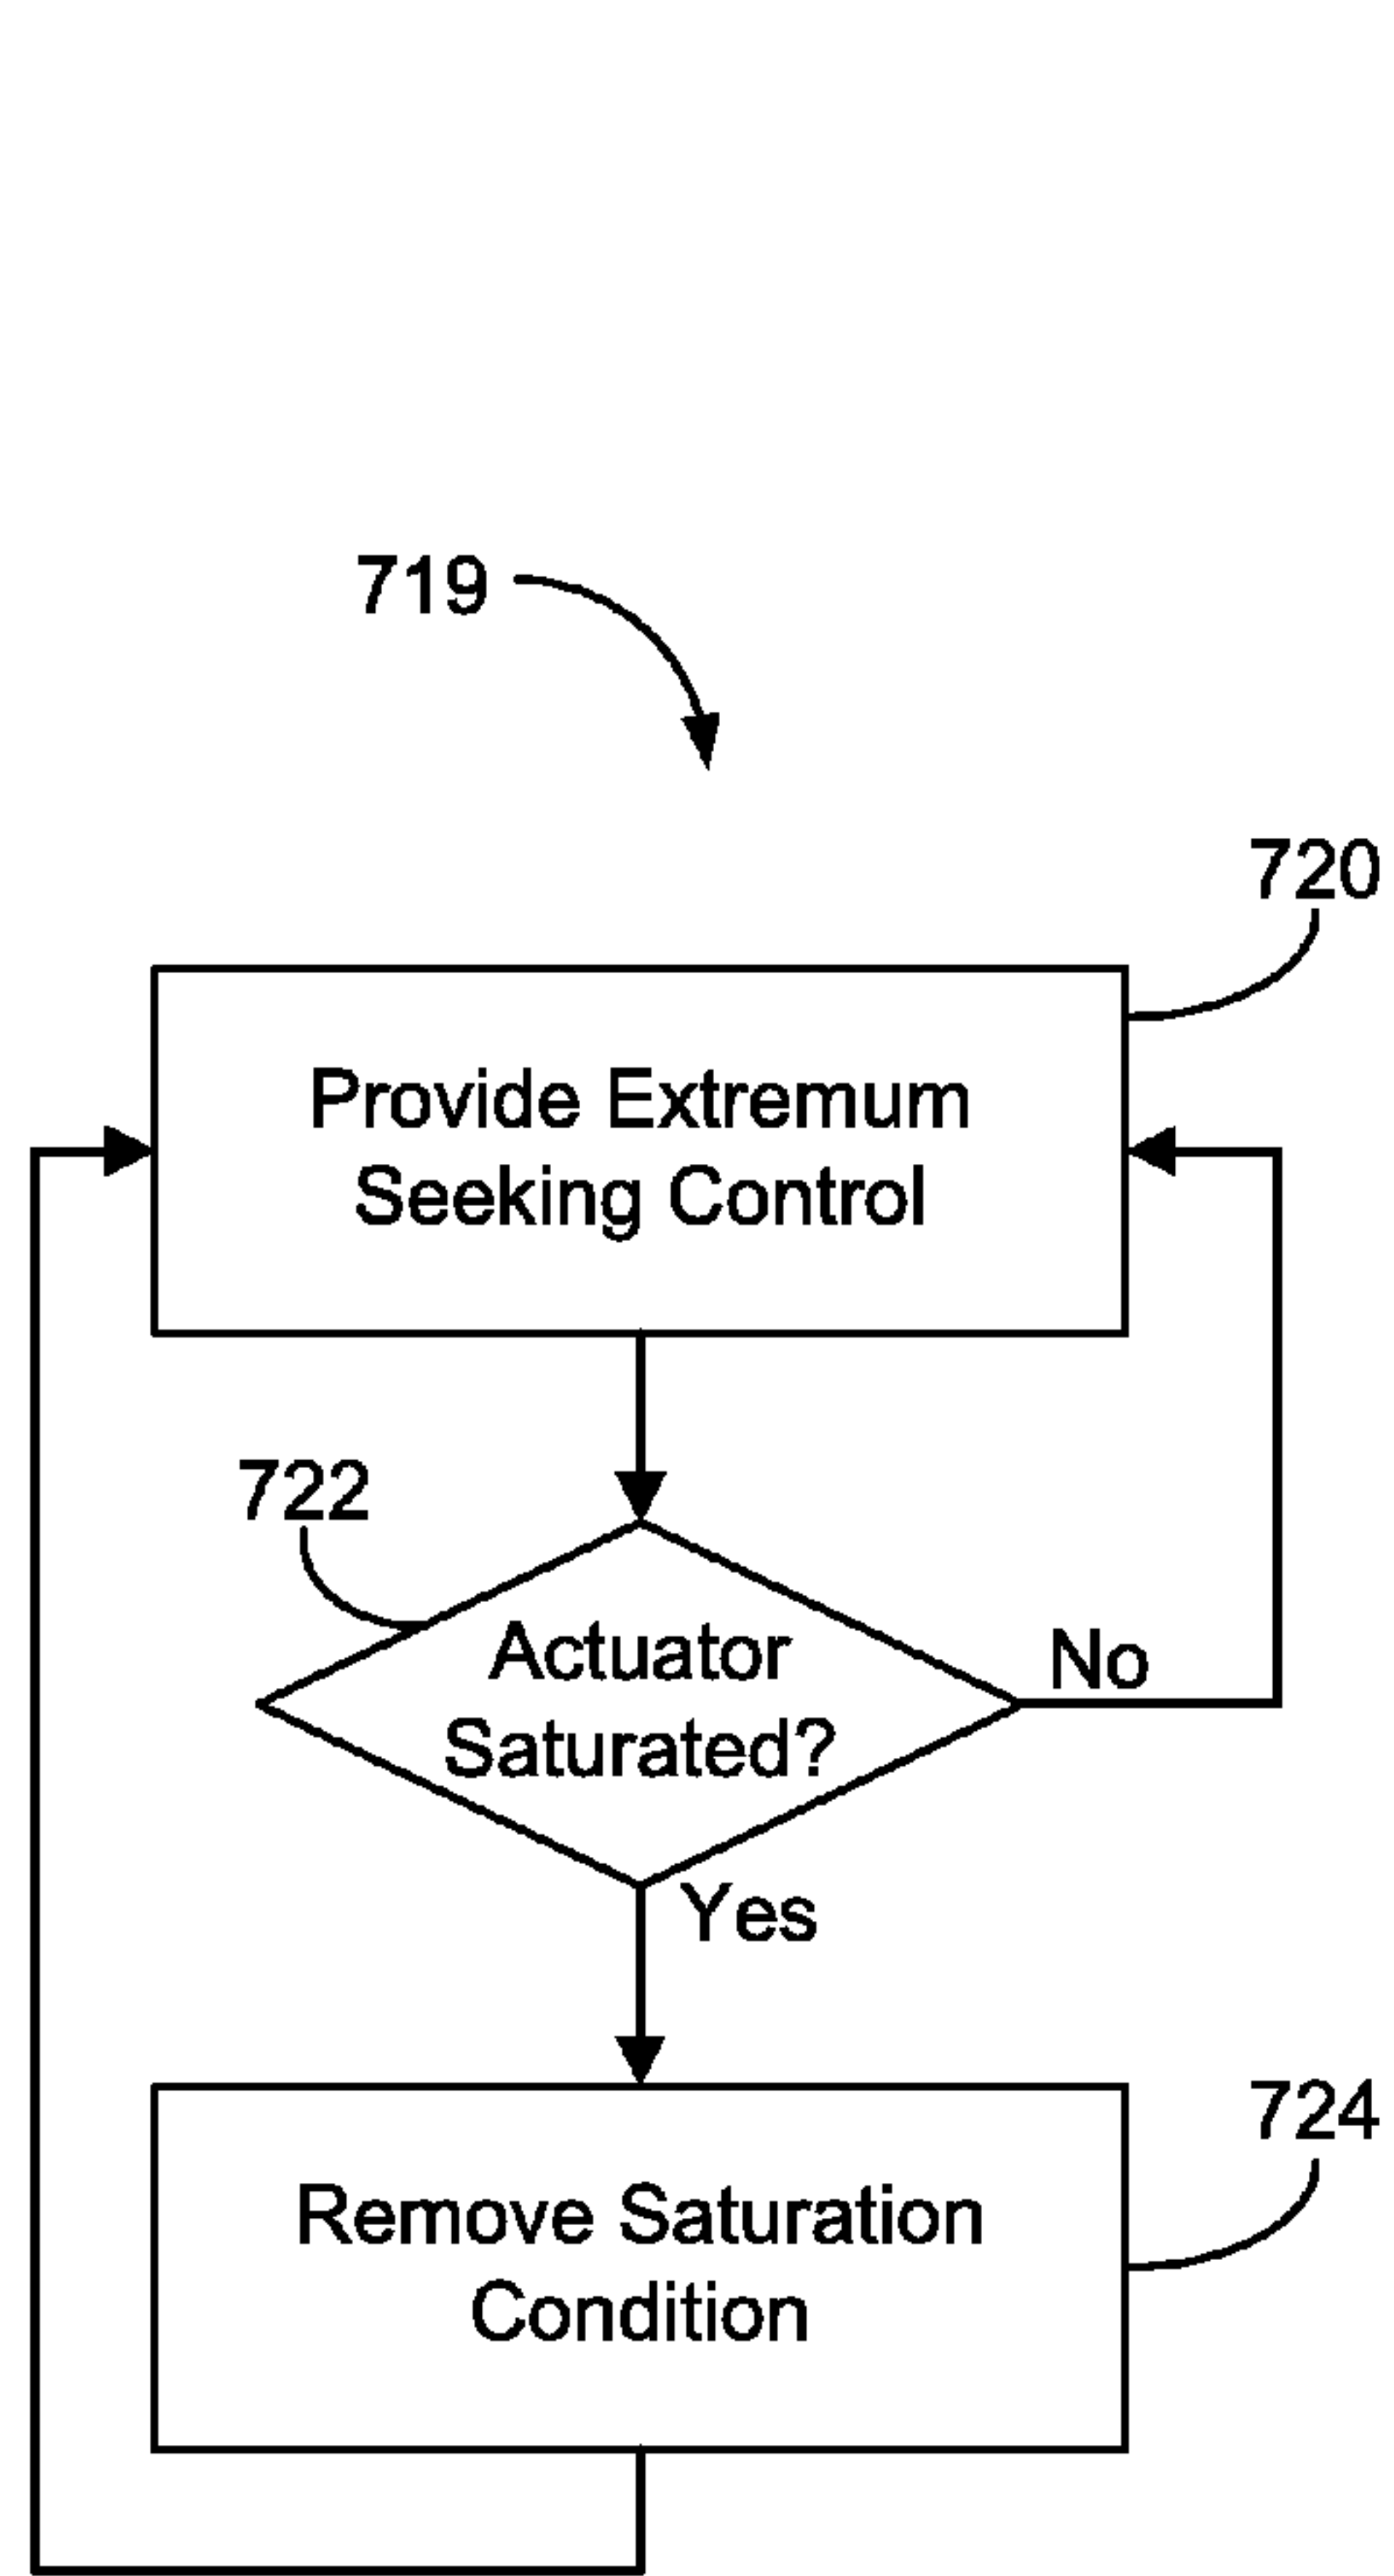 719
720
Provide Extremum
Seeking Control
722
Actuator
Saturated?
No
Yes
724
Remove Saturation
Condition